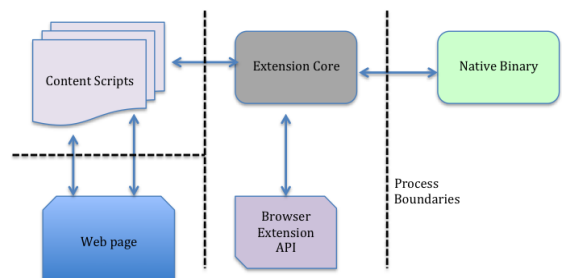 Content Scripts
Extension Core
Native Binary
Process
Boundaries
Web page
Browser
Extension
API